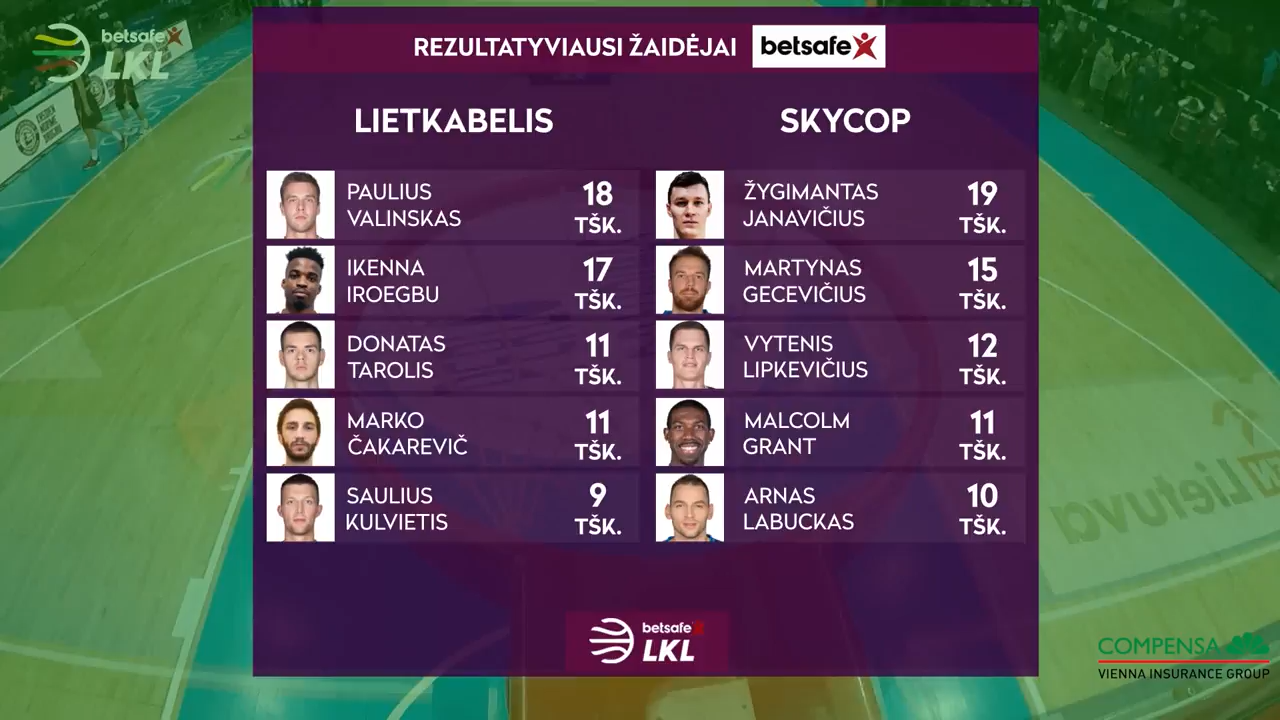 betsafe
LKL
REZULTATYVIAUSI ŽAIDĖJAI betsafe
LIETKABELIS
PAULIUS
VALINSKAS
18
TŠK.
IKENNA
IROEGBU
17
TŠK.
DONATAS
TAROLIS
11
TŠK.
MARKO
ČAKAREVIČ
11
TŠK.
SAULIUS
KULVIETIS
9
TŠK.
SKYCOP
ŽYGIMANTAS
JANAVIČIUS
19
TŠK.
MARTYNAS
GECEVIČIUS
15
TŠK.
VYTENIS
LIPKEVIČIUS
12
TŠK.
MALCOLM
GRANT
11
TŠK.
ARNAS
LABUCKAS
10
TŠK.
betsafe
LKL
Lietuva
COMPENSA
VIENNA INSURANCE GROUP